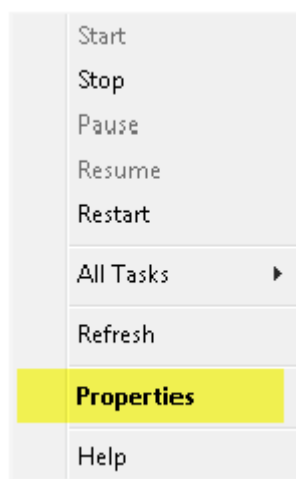 Start
Stop
Pause
Resume
Restart
All Tasks
Refresh
Properties
Help